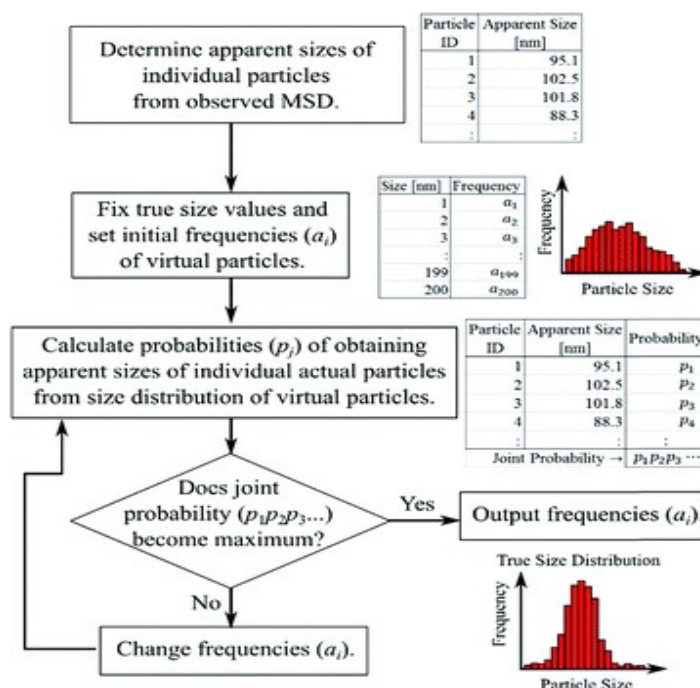 Determine apparent sizes of
individual particles
from observed MSD.
Particle ID Apparent Size [nm]
1 95.1
2 102.5
3 101.8
4 88.3
: :
Fix true size values and
set initial frequencies (aᵢ)
of virtual particles.
Size [nm] Frequency
1 a₁
2 a₂
3 a₃
: :
199 a₁₉₉
200 a₂₀₀
Frequency
Particle Size
Calculate probabilities (pⱼ) of obtaining
apparent sizes of individual actual particles
from size distribution of virtual particles.
Particle ID Apparent Size [nm] Probability
1 95.1 p₁
2 102.5 p₂
3 101.8 p₃
4 88.3 p₄
: : :
Joint Probability → p₁p₂p₃ ···
Does joint
probability (p₁p₂p₃...)
become maximum?
Yes
Output frequencies (aᵢ).
No
Change frequencies (aᵢ).
True Size Distribution
Frequency
Particle Size